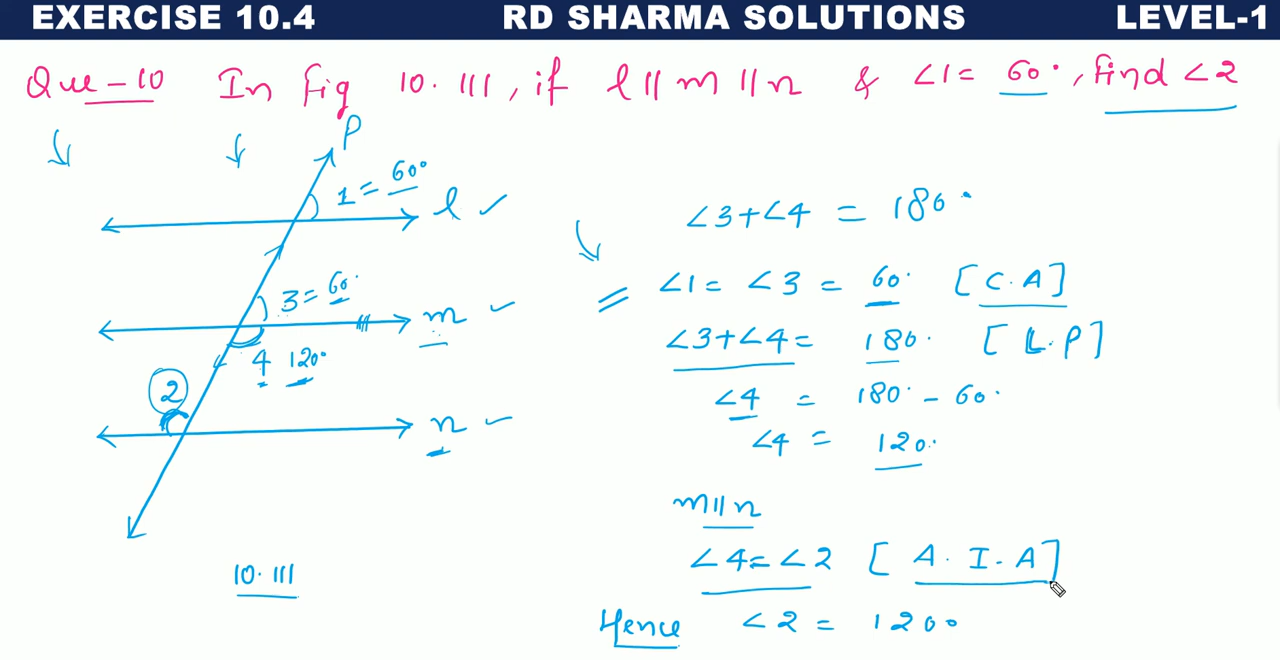 EXERCISE 10.4 RD SHARMA SOLUTIONS LEVEL-1
Que-10 In Fig 10.111, if l || m || n & ∠1 = 60°, find ∠2
P
1 = 60°
l
3 = 60°
m
4 120°
2
n
10.111
∠3+∠4 = 180°
= ∠1 = ∠3 = 60° [C.A]
∠3+∠4 = 180° [L.P]
∠4 = 180° - 60°
∠4 = 120°
m || n
∠4 = ∠2 [A.I.A]
Hence ∠2 = 120°